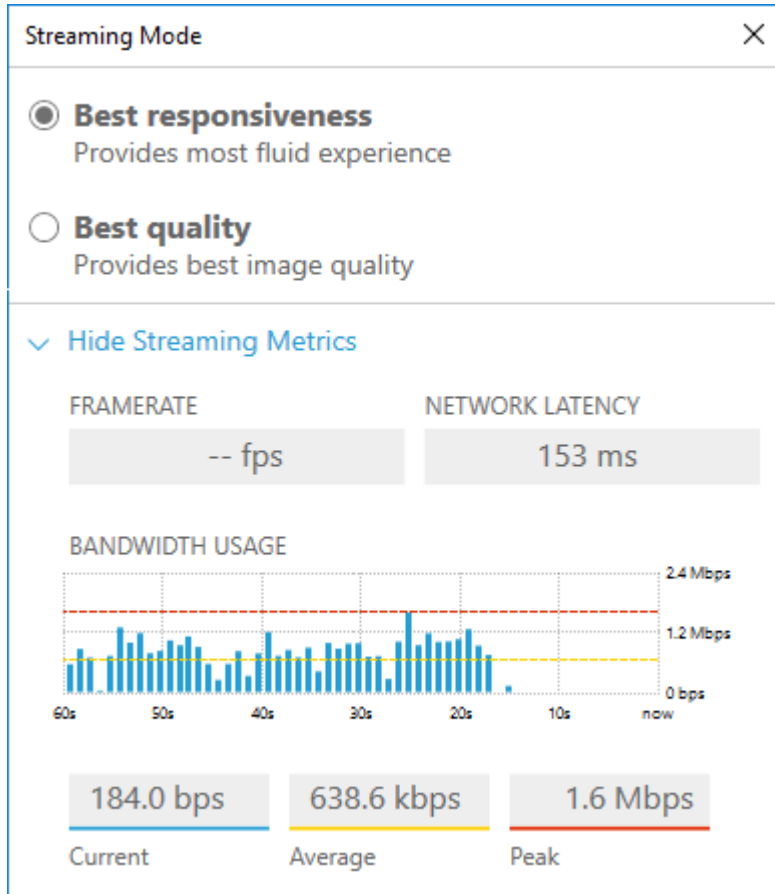 Streaming Mode
Best responsiveness
Provides most fluid experience
Best quality
Provides best image quality
Hide Streaming Metrics
FRAMERATE NETWORK LATENCY
-- fps 153 ms
BANDWIDTH USAGE
2.4 Mbps
1.2 Mbps
0 bps
60s 50s 40s 30s 20s 10s now
184.0 bps 638.6 kbps 1.6 Mbps
Current Average Peak